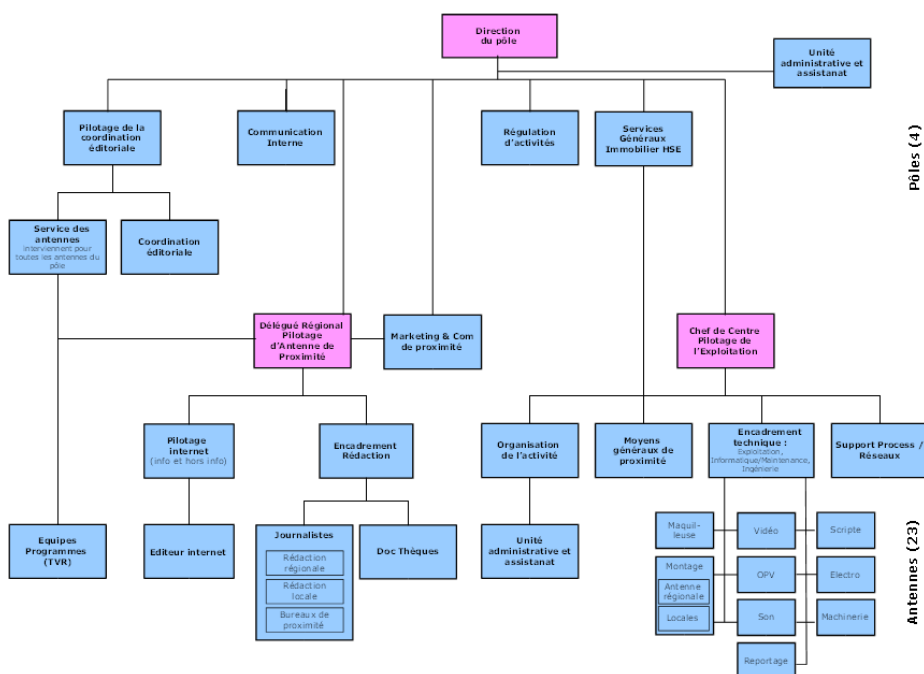 Direction
du pôle
Unité
administrative et
assistanat
Pilotage de la
coordination
éditoriale
Communication
Interne
Régulation
d'activités
Services
Généraux
Immobilier HSE
Pôles (4)
Service des
antennes
interviennent pour
toutes les antennes du
pôle
Coordination
éditoriale
Délégué Régional
Pilotage
d'Antenne de
Proximité
Marketing & Com
de proximité
Chef de Centre
Pilotage de
l'Exploitation
Pilotage
internet
(info et hors info)
Encadrement
Rédaction
Organisation
de l'activité
Moyens
généraux de
proximité
Encadrement
technique :
Exploitation,
Informatique/Maintenance,
Ingénierie
Support Process /
Réseaux
Equipes
Programmes
(TVR)
Editeur internet
Journalistes
Rédaction
régionale
Rédaction
locale
Bureaux de
proximité
Doc Thèques
Unité
administrative et
assistanat
Maquil-
leuse
Vidéo
Scripte
Montage
Antenne
régionale
Locales
OPV
Electro
Son
Machinerie
Reportage
Antennes (23)